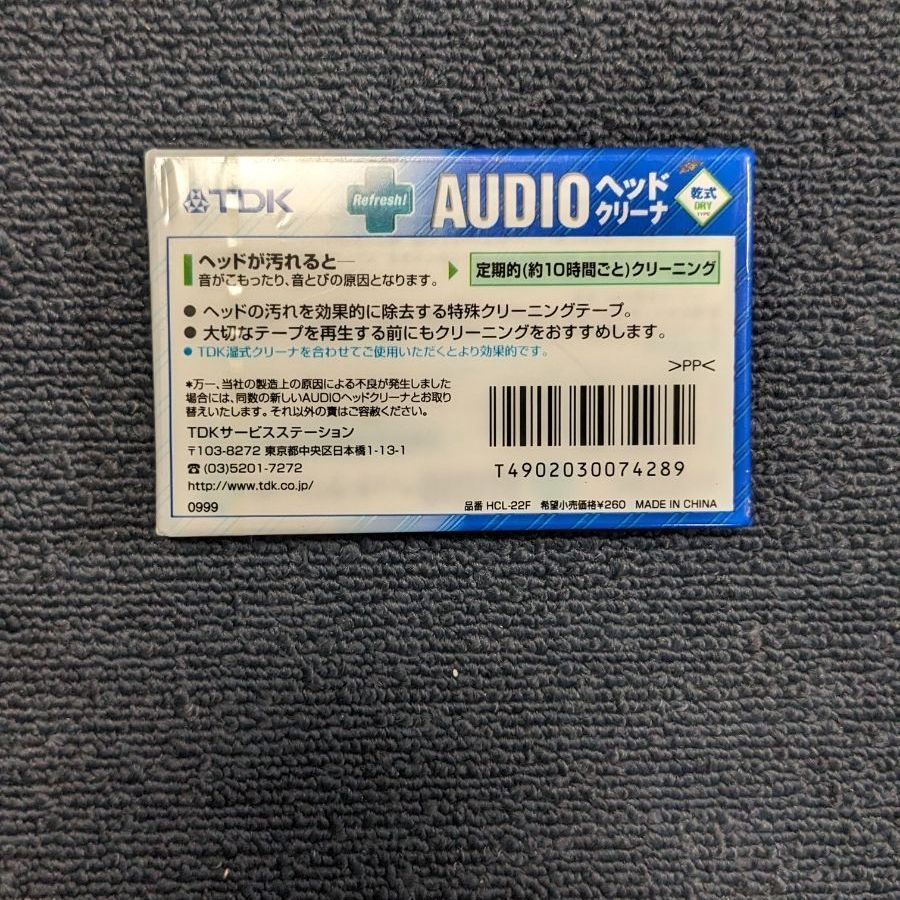 TDK
Refresh!
AUDIO ヘッド
クリーナ
乾式
DRY
TYPE
ヘッドが汚れると—
音がこもったり、音とびの原因となります。
定期的(約10時間ごと)クリーニング
● ヘッドの汚れを効果的に除去する特殊クリーニングテープ。
● 大切なテープを再生する前にもクリーニングをおすすめします。
● TDK湿式クリーナを合わせてご使用いただくとより効果的です。
>PP<
*万一、当社の製造上の原因による不良が発生しました
場合には、同数の新しいAUDIOヘッドクリーナとお取り
替えいたします。それ以外の責はご容赦ください。
TDKサービスステーション
〒103-8272 東京都中央区日本橋1-13-1
☎(03)5201-7272
http://www.tdk.co.jp/
0999
T4902030074289
品番 HCL-22F 希望小売価格¥260 MADE IN CHINA